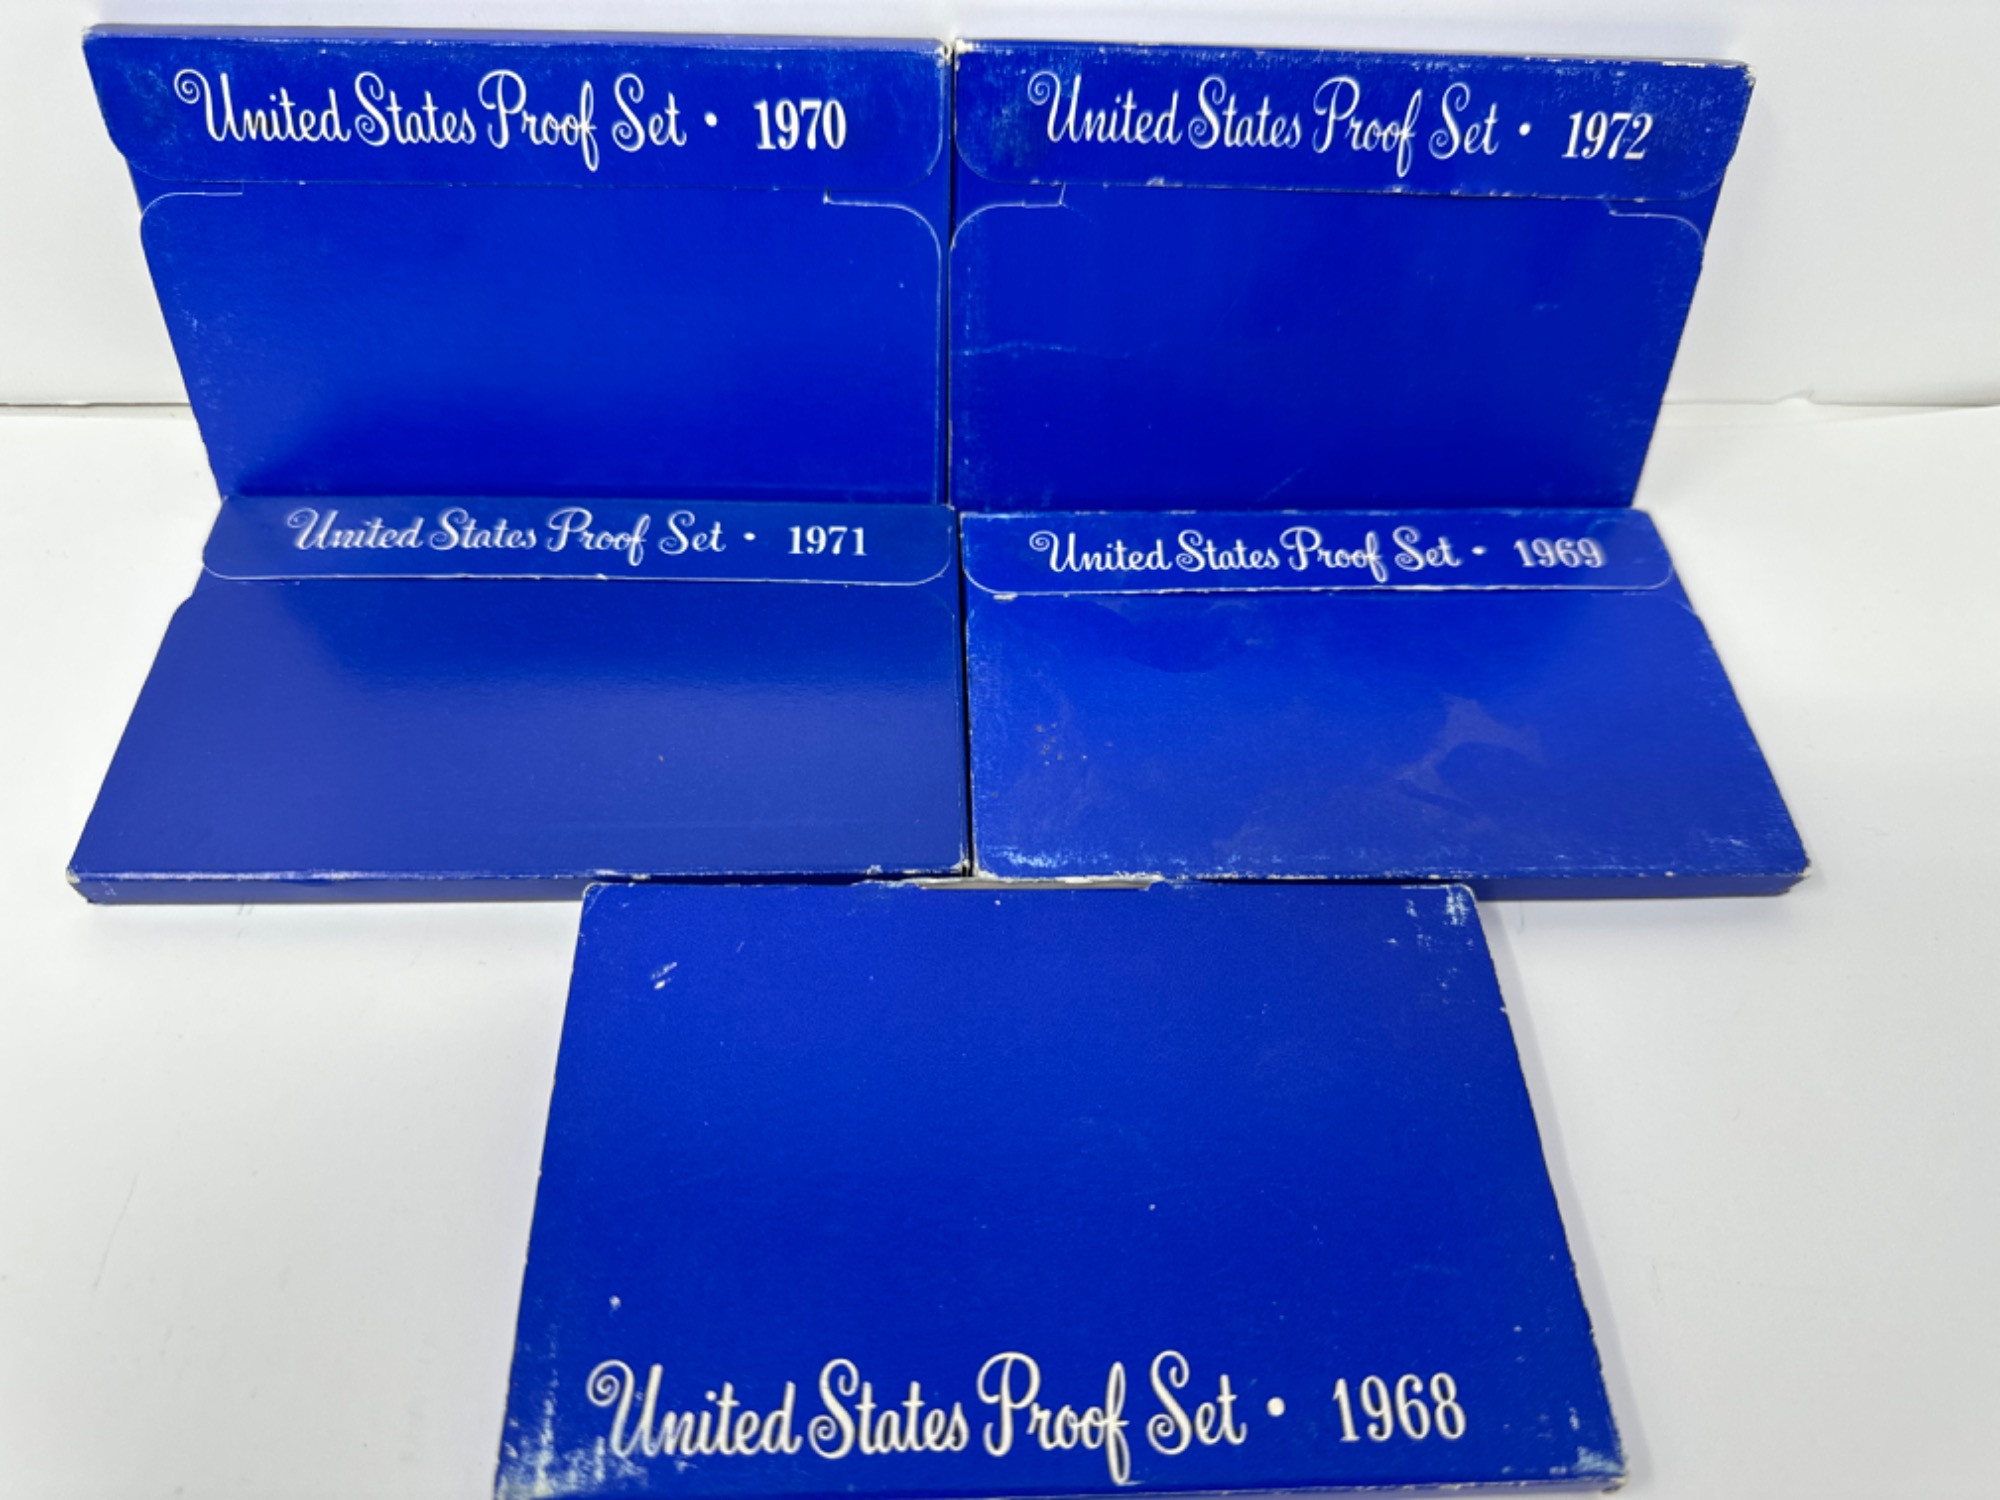 United States Proof Set • 1970
United States Proof Set • 1972
United States Proof Set • 1971
United States Proof Set • 1969
United States Proof Set • 1968